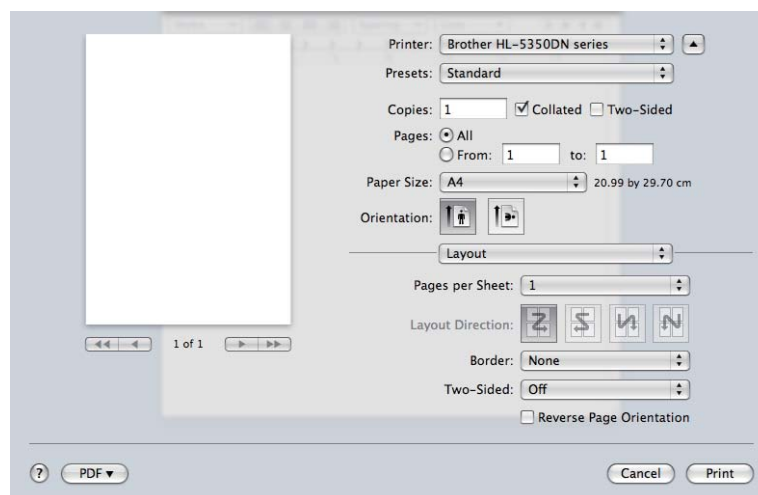 Printer: Brother HL-5350DN series
Presets: Standard
Copies: 1 Collated Two-Sided
Pages: All
From: 1 to: 1
Paper Size: A4 20.99 by 29.70 cm
Orientation:
Layout
Pages per Sheet: 1
Layout Direction:
1 of 1
Border: None
Two-Sided: Off
Reverse Page Orientation
? PDF Cancel Print